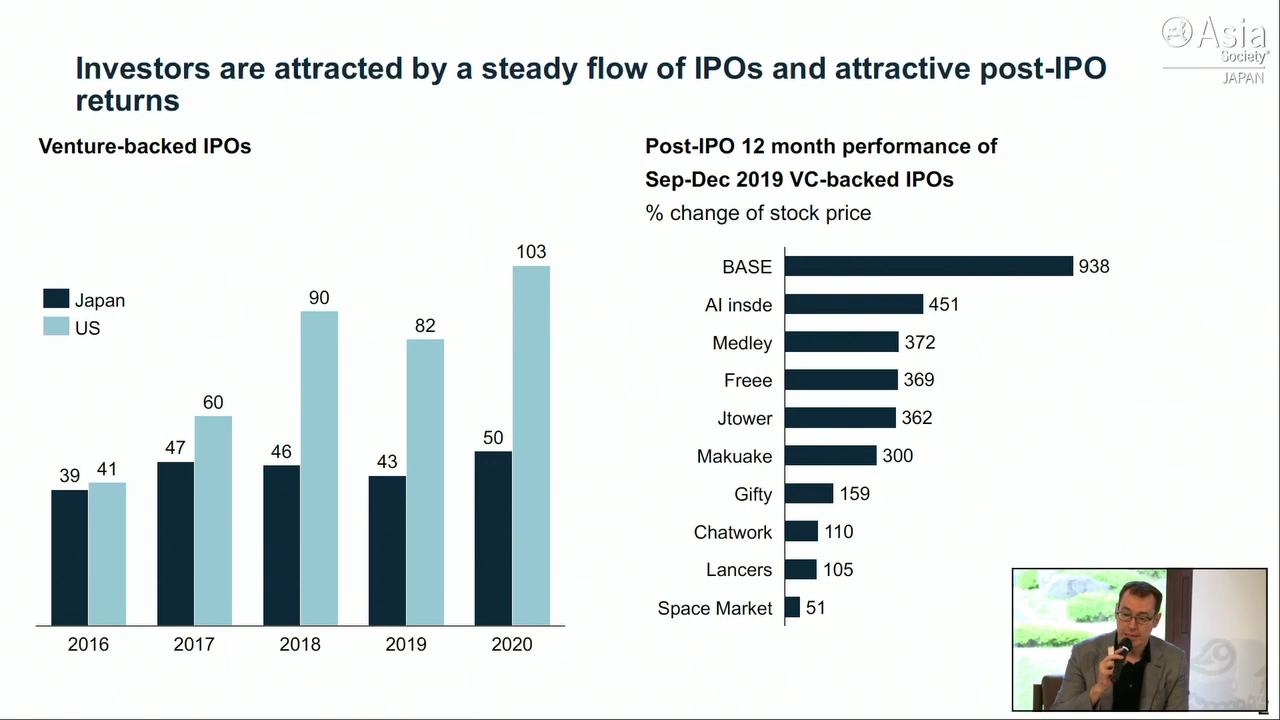 Asia
Society
JAPAN
Investors are attracted by a steady flow of IPOs and attractive post-IPO
returns
Venture-backed IPOs
Japan
US
39
41
47
60
46
90
43
82
50
103
2016
2017
2018
2019
2020
Post-IPO 12 month performance of
Sep-Dec 2019 VC-backed IPOs
% change of stock price
BASE 938
AI insde 451
Medley 372
Freee 369
Jtower 362
Makuake 300
Gifty 159
Chatwork 110
Lancers 105
Space Market 51